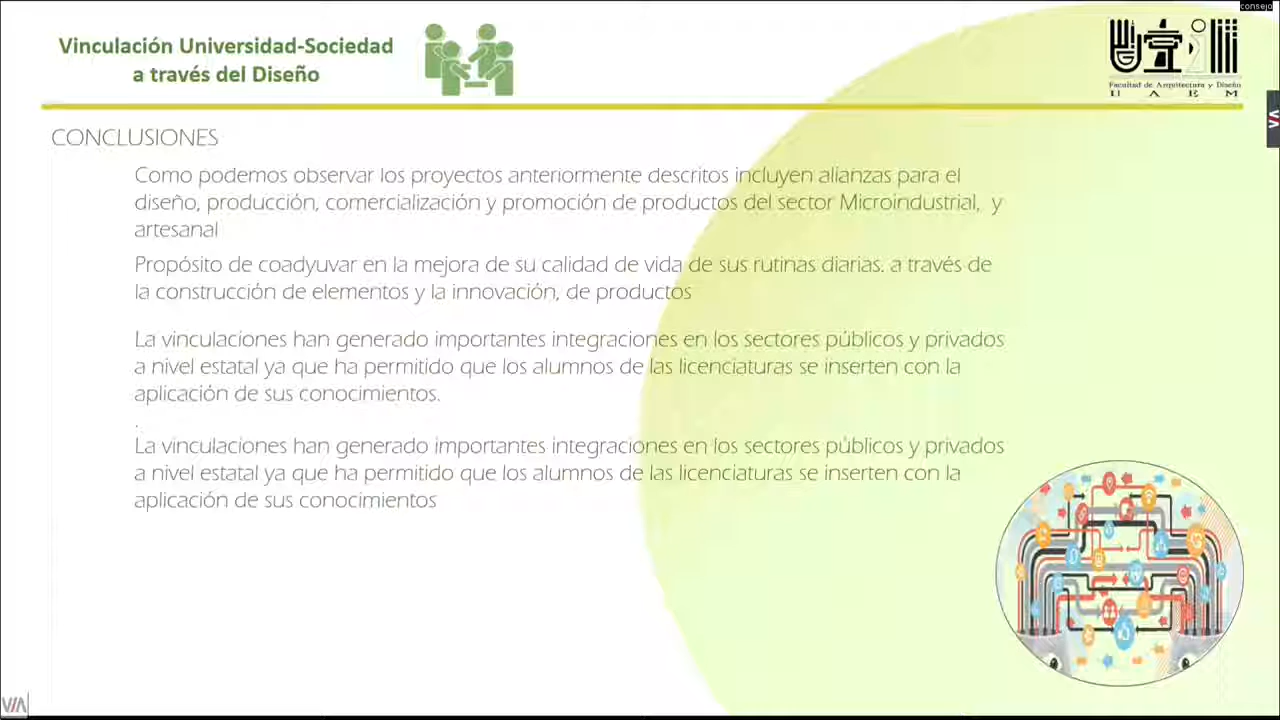 consejo
Vinculación Universidad-Sociedad
a través del Diseño
Facultad de Arquitectura y Diseño
U A E M
CONCLUSIONES
Como podemos observar los proyectos anteriormente descritos incluyen alianzas para el
diseño, producción, comercialización y promoción de productos del sector Microindustrial, y
artesanal
Propósito de coadyuvar en la mejora de su calidad de vida de sus rutinas diarias. a través de
la construcción de elementos y la innovación, de productos
La vinculaciones han generado importantes integraciones en los sectores públicos y privados
a nivel estatal ya que ha permitido que los alumnos de las licenciaturas se inserten con la
aplicación de sus conocimientos.
.
La vinculaciones han generado importantes integraciones en los sectores públicos y privados
a nivel estatal ya que ha permitido que los alumnos de las licenciaturas se inserten con la
aplicación de sus conocimientos
VIA